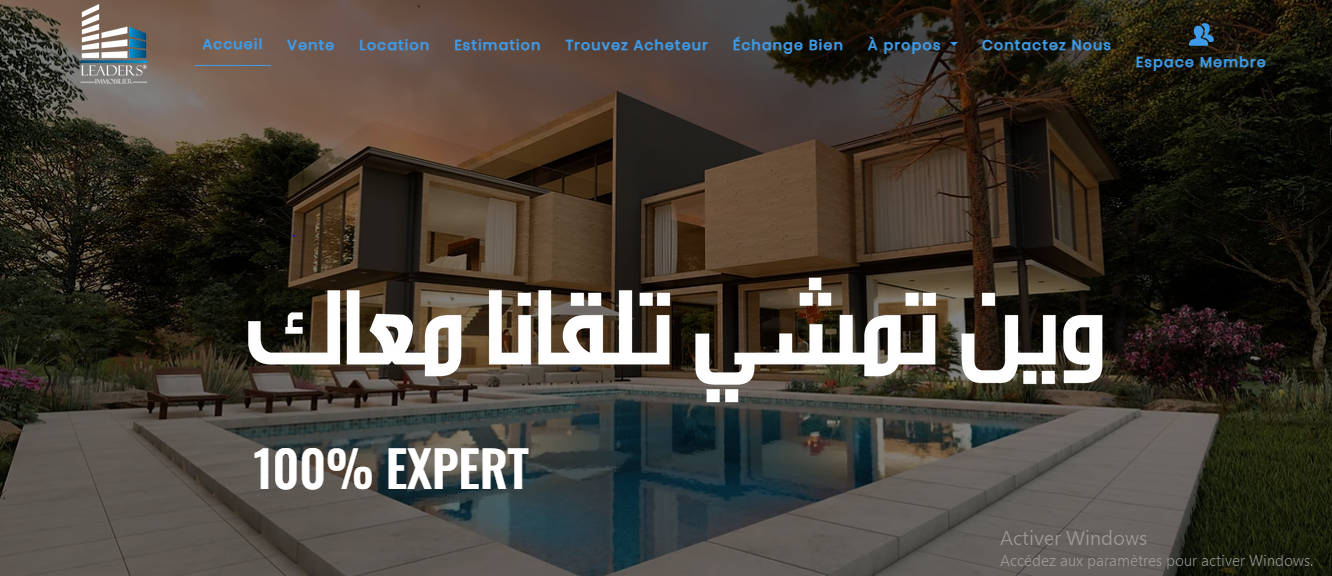 LEADERS®
IMMOBILIER
Accueil Vente Location Estimation Trouvez Acheteur Échange Bien À propos Contactez Nous Espace Membre
وين تمشي تلقانا معاك
100% EXPERT
Activer Windows
Accédez aux paramètres pour activer Windows.